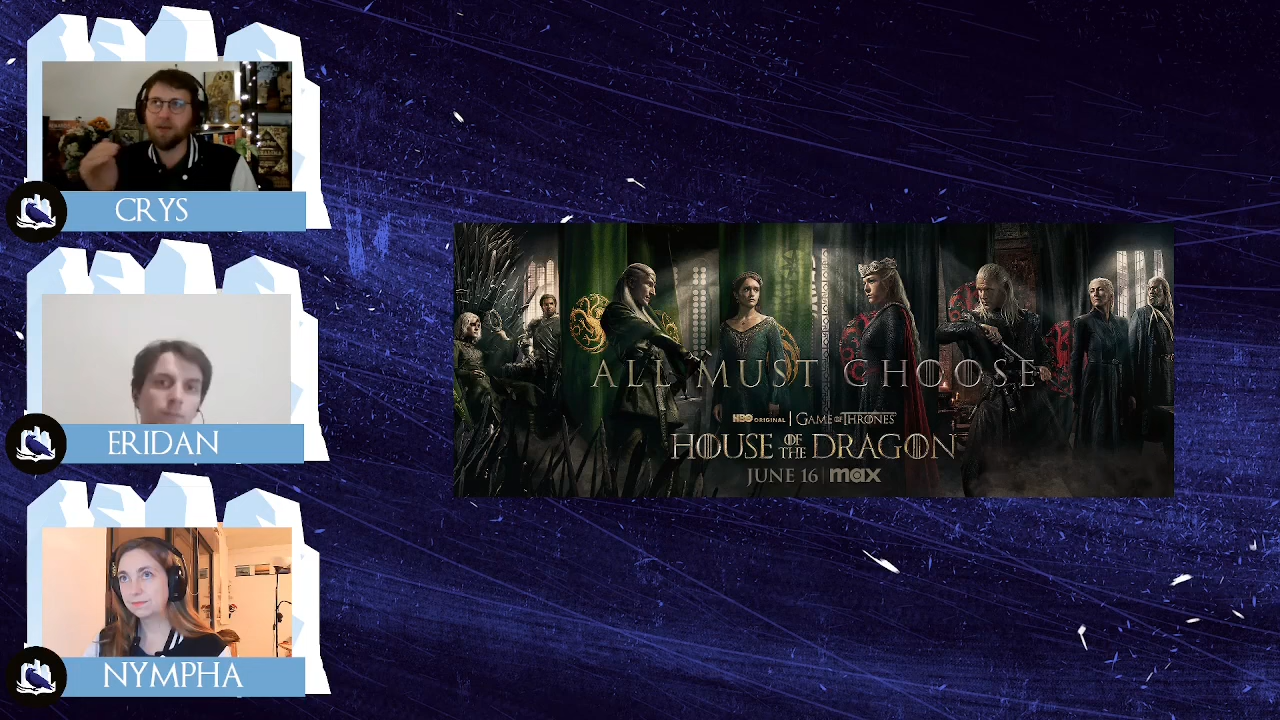 CRYS
ERIDAN
NYMPHA
ALL MUST CHOOSE
HBO ORIGINAL | GAME OF THRONES
HOUSE OF THE DRAGON
JUNE 16 | max